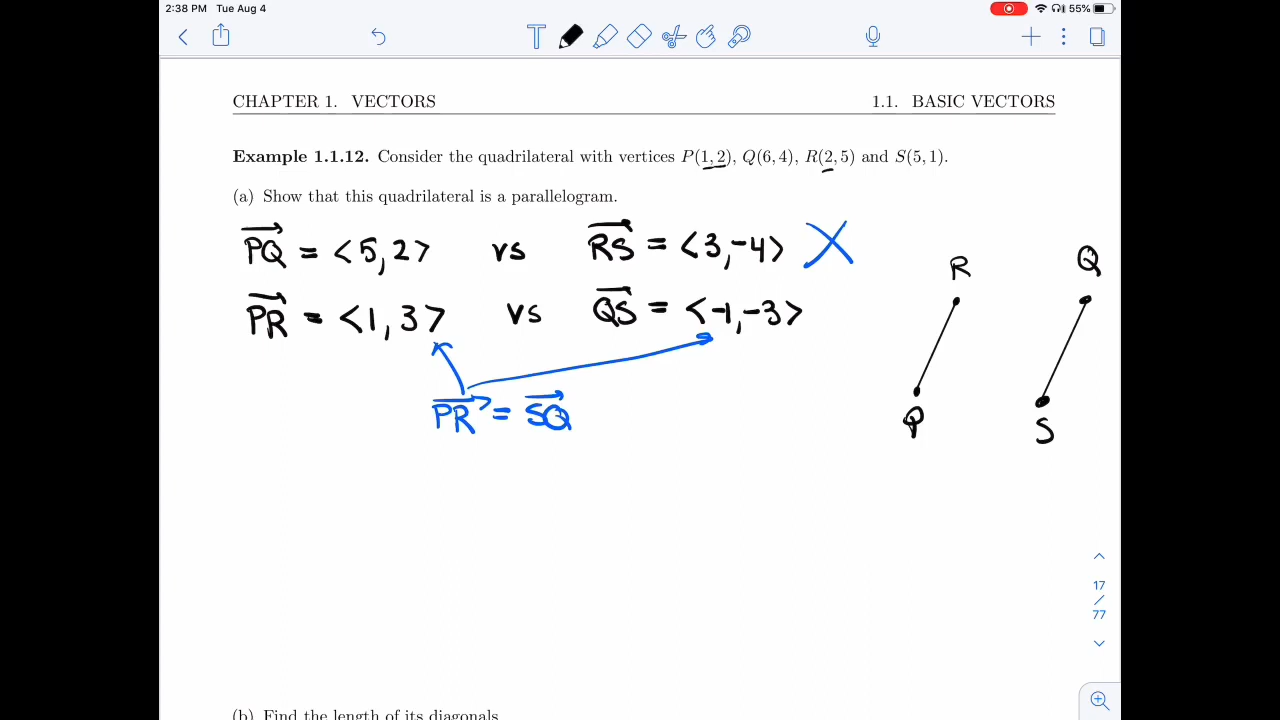 2:38 PM Tue Aug 4
55%
CHAPTER 1. VECTORS 1.1. BASIC VECTORS
Example 1.1.12. Consider the quadrilateral with vertices P(1, 2), Q(6, 4), R(2, 5) and S(5, 1).
(a) Show that this quadrilateral is a parallelogram.
PQ = <5, 2> vs RS = <3, -4> X
PR = <1, 3> vs QS = <-1, -3>
PR = SQ
R Q
P S
17
/
77
(b) Find the length of its diagonals